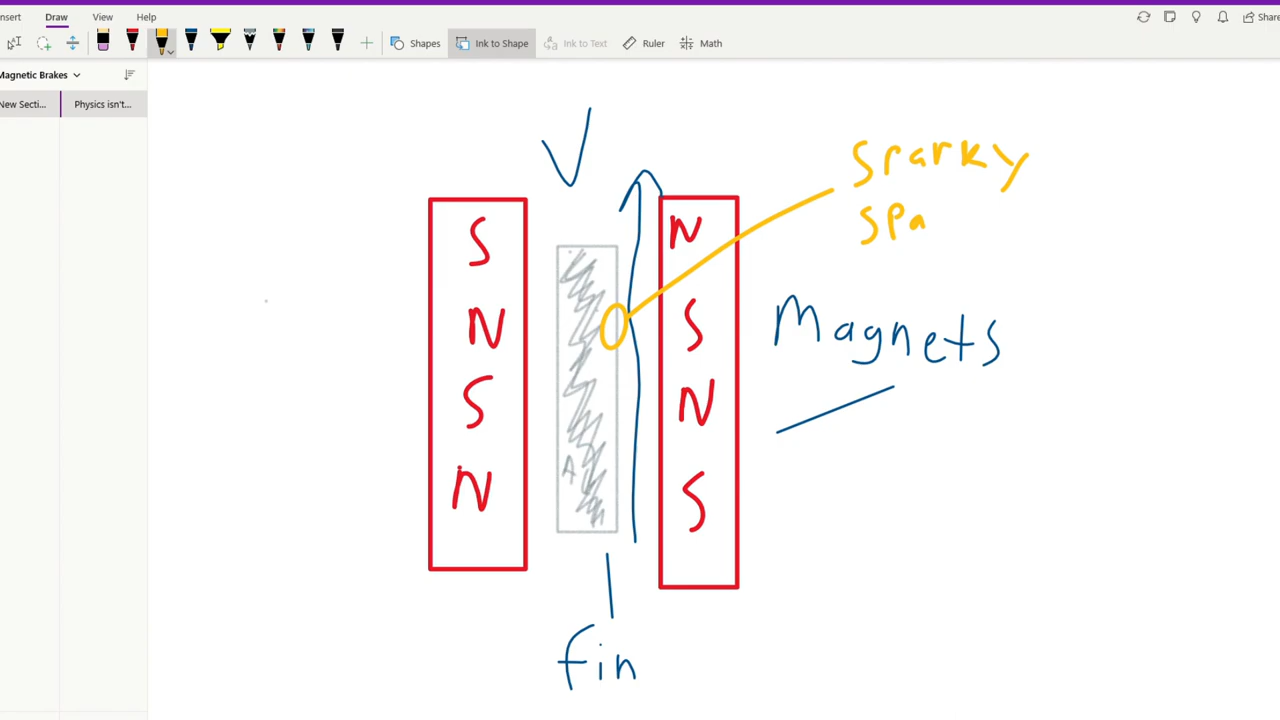 nsert Draw View Help
Share
Shapes Ink to Shape Ink to Text Ruler Math
Magnetic Brakes
New Secti... Physics isn't...
V
Sparky
Spa
S
N
S
N
N
S
N
S
A
Magnets
fin